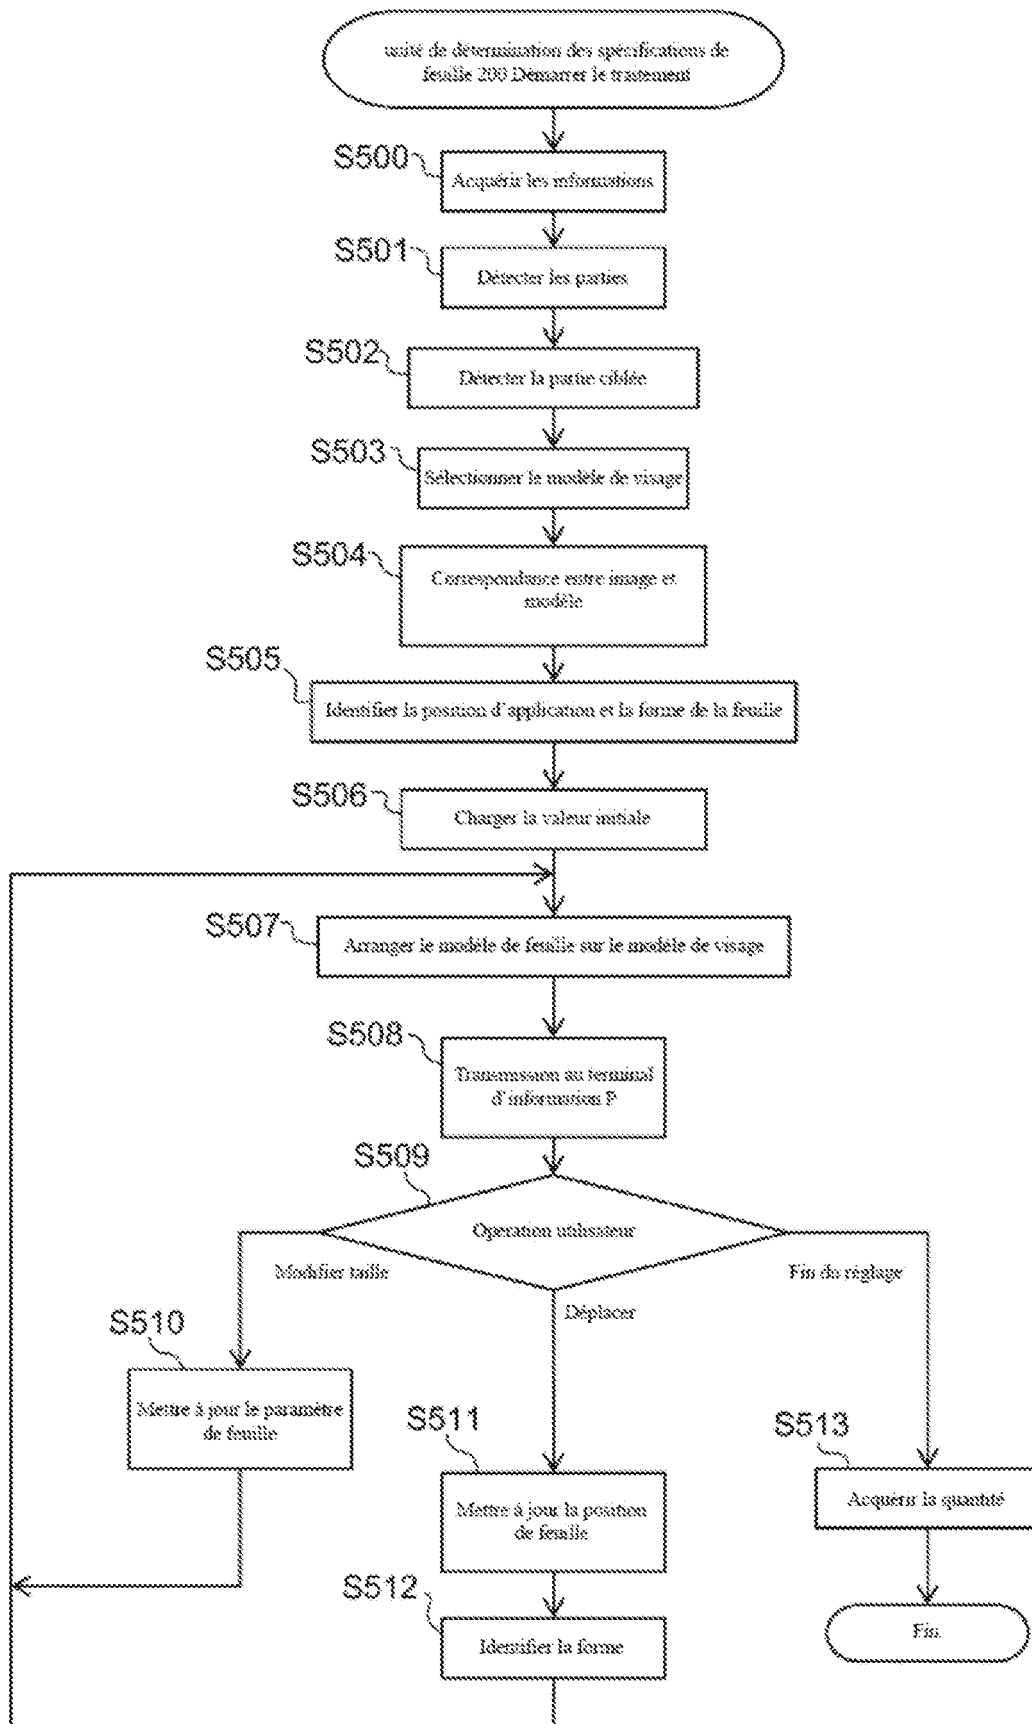 unité de détermination des spécifications de
feuille 200 Démarrer le traitement
S500
Acquérir les informations
S501
Détecter les parties
S502
Détecter la partie ciblée
S503
Sélectionner le modèle de visage
S504
Correspondance entre image et
modèle
S505
Identifier la position d'application et la forme de la feuille
S506
Charger la valeur initiale
S507
Arranger le modèle de feuille sur le modèle de visage
S508
Transmission au terminal
d'information P
S509
Operation utilisateur
Modifier taille
Fin du réglage
Déplacer
S510
Mettre à jour le paramètre
de feuille
S511
Mettre à jour la position
de feuille
S513
Acquérir la quantité
S512
Identifier la forme
Fin.